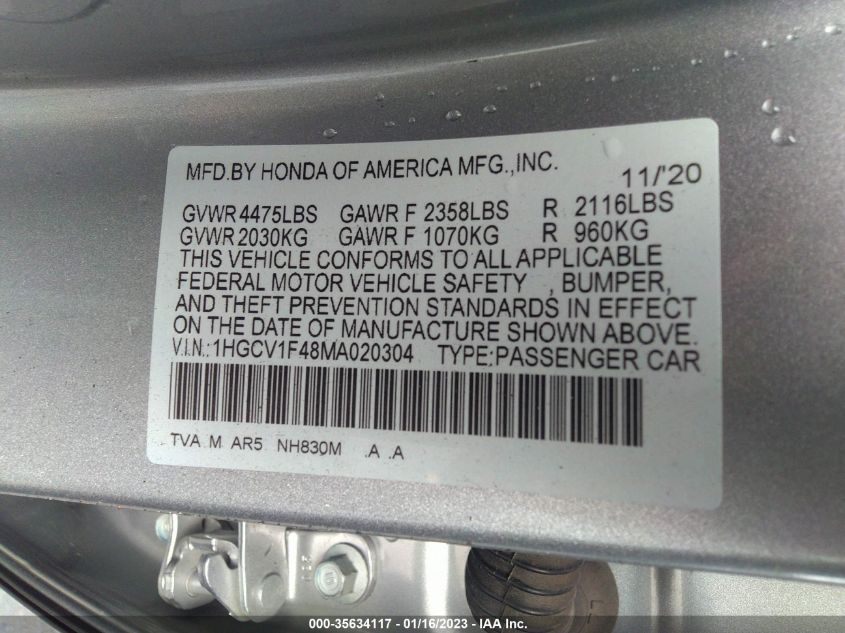 MFD.BY HONDA OF AMERICA MFG.,INC. 11/'20
GVWR 4475LBS GAWR F 2358LBS R 2116LBS
GVWR 2030KG GAWR F 1070KG R 960KG
THIS VEHICLE CONFORMS TO ALL APPLICABLE
FEDERAL MOTOR VEHICLE SAFETY , BUMPER,
AND THEFT PREVENTION STANDARDS IN EFFECT
ON THE DATE OF MANUFACTURE SHOWN ABOVE.
V.I.N.:1HGCV1F48MA020304 TYPE:PASSENGER CAR
TVA M AR5 NH830M .A .A
000-35634117 - 01/16/2023 - IAA Inc.